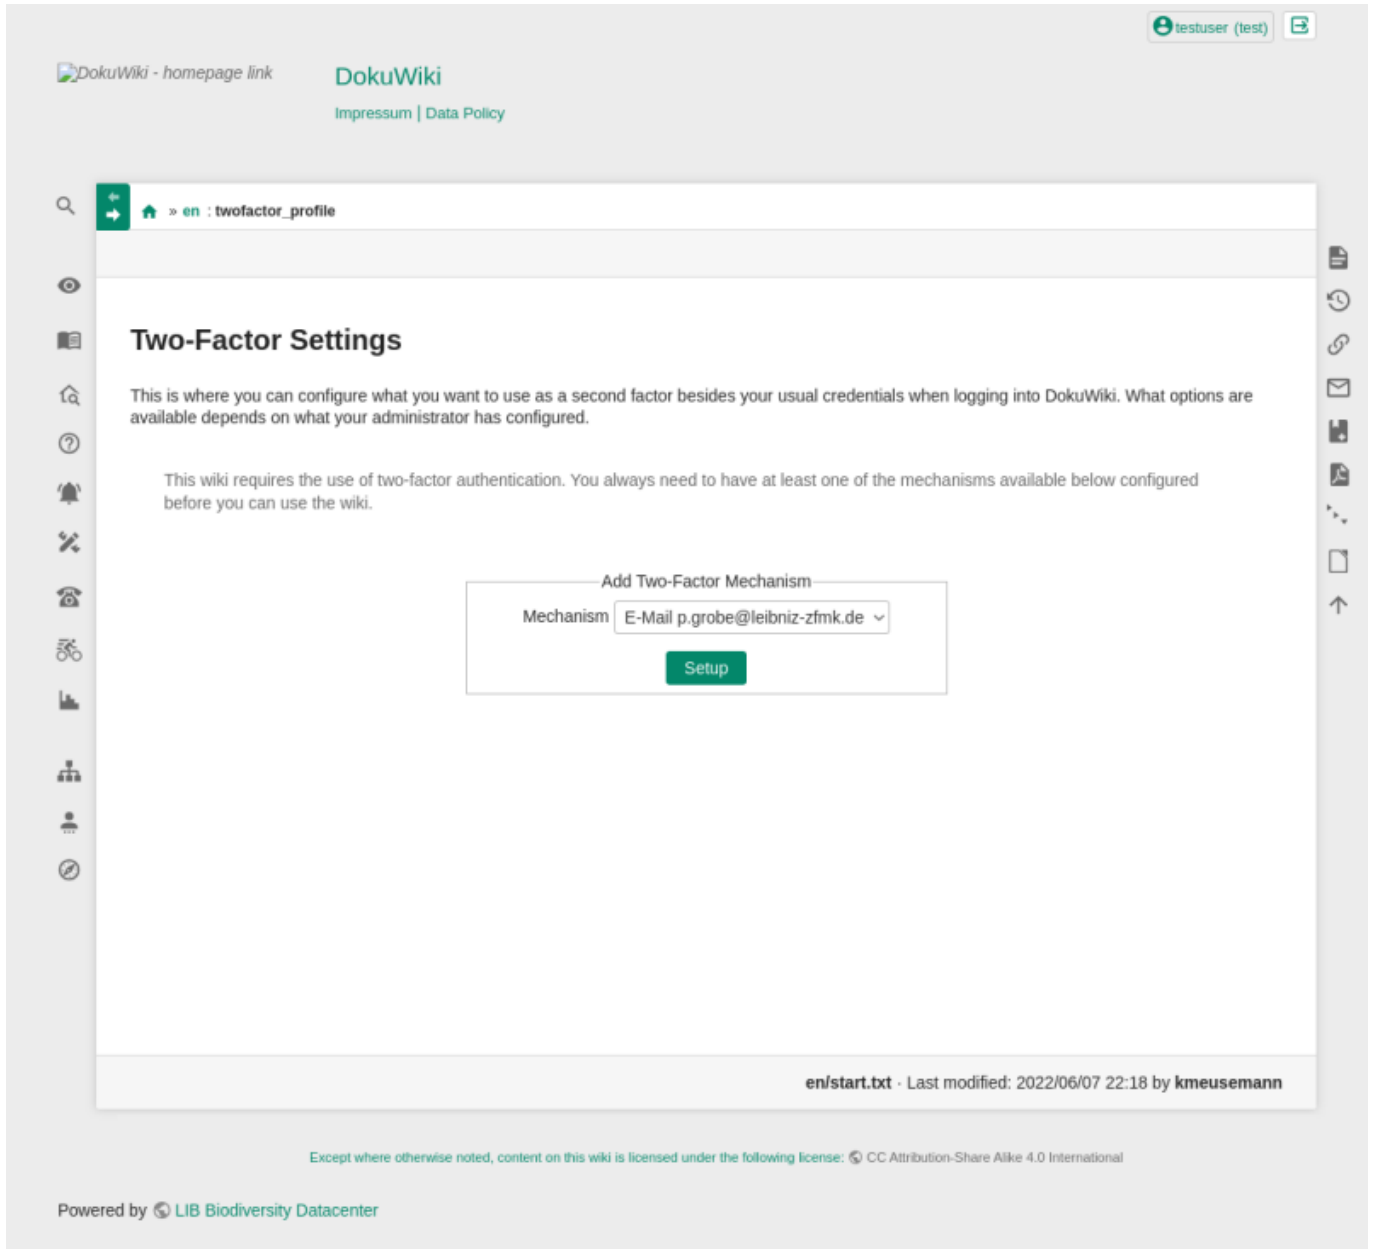 testuser (test)
DokuWiki - homepage link
DokuWiki
Impressum | Data Policy
» en : twofactor_profile
Two-Factor Settings
This is where you can configure what you want to use as a second factor besides your usual credentials when logging into DokuWiki. What options are
available depends on what your administrator has configured.
This wiki requires the use of two-factor authentication. You always need to have at least one of the mechanisms available below configured
before you can use the wiki.
Add Two-Factor Mechanism
Mechanism E-Mail p.grobe@leibniz-zfmk.de
Setup
en/start.txt · Last modified: 2022/06/07 22:18 by kmeusemann
Except where otherwise noted, content on this wiki is licensed under the following license: CC Attribution-Share Alike 4.0 International
Powered by LIB Biodiversity Datacenter